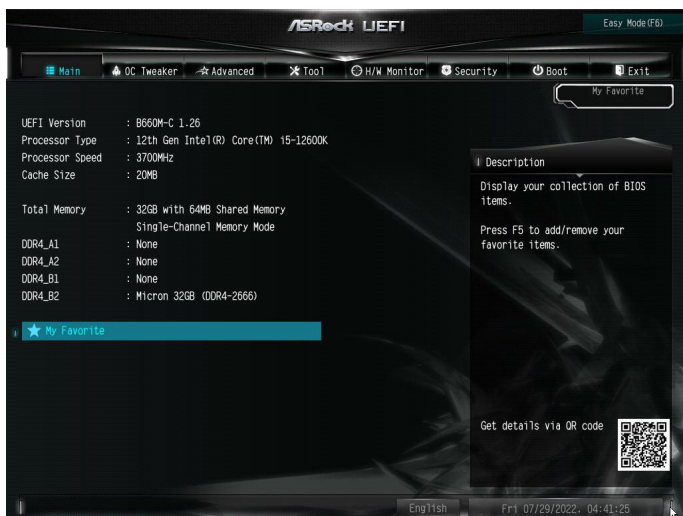 ASRock UEFI
Easy Mode(F6)
Main OC Tweaker Advanced Tool H/W Monitor Security Boot Exit
My Favorite
UEFI Version : B660M-C 1.26
Processor Type : 12th Gen Intel(R) Core(TM) i5-12600K
Processor Speed : 3700MHz
Cache Size : 20MB
Total Memory : 32GB with 64MB Shared Memory
Single-Channel Memory Mode
DDR4_A1 : None
DDR4_A2 : None
DDR4_B1 : None
DDR4_B2 : Micron 32GB (DDR4-2666)
My Favorite
Description
Display your collection of BIOS
items.
Press F5 to add/remove your
favorite items.
Get details via QR code
English
Fri 07/29/2022, 04:41:25